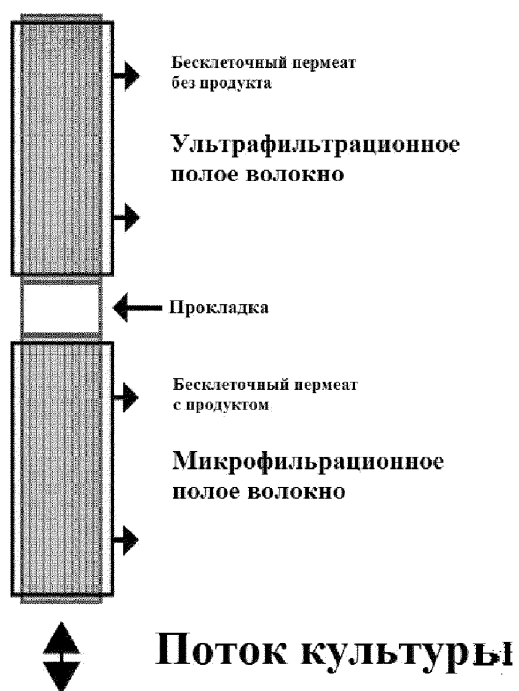 Бесклеточный пермеат
без продукта
Ультрафильтрационное
полое волокно
Прокладка
Бесклеточный пермеат
с продуктом
Микрофильрационное
полое волокно
Поток культуры